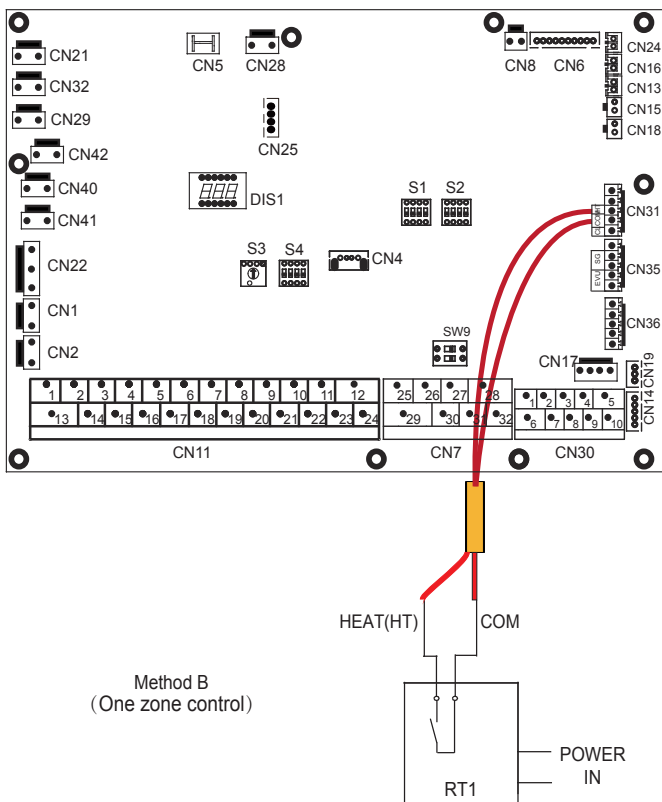 CN21
CN5
CN28
CN8
CN6
CN24
CN32
CN16
CN13
CN29
CN15
CN25
CN18
CN42
CN40
DIS1
S1
S2
CN41
CL COM HT
CN31
CN22
S3
S4
CN4
EVU SG
CN35
CN1
SW9
CN36
CN2
CN17
CN19
1 2 3 4 5 6 7 8 9 10 11 12
25 26 27 28
1 2 3 4 5
CN14
13 14 15 16 17 18 19 20 21 22 23 24
29 30 31 32
6 7 8 9 10
CN11
CN7
CN30
HEAT(HT)
COM
Method B
(One zone control)
POWER
IN
RT1